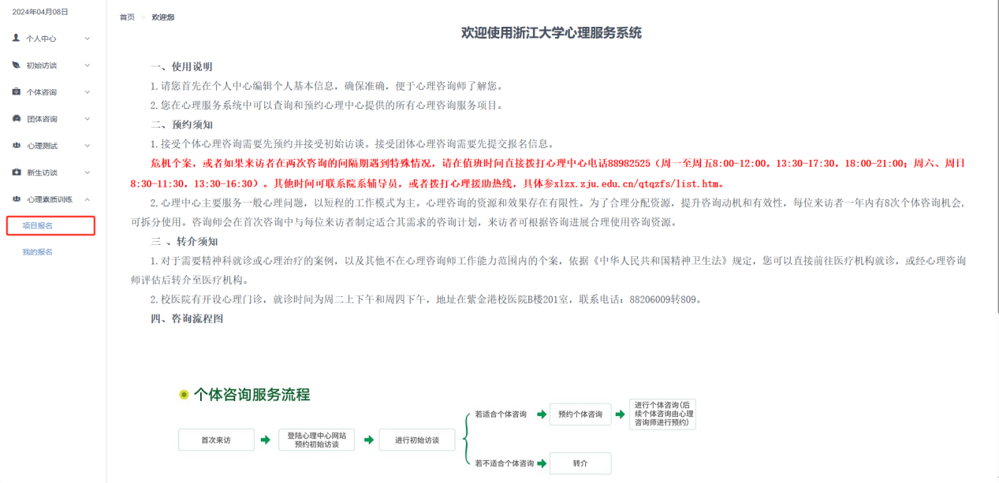 2024年04月08日
个人中心
初始访谈
个体咨询
团体咨询
心理测试
新生访谈
心理素质训练
项目报名
我的报名
首页 > 欢迎您
欢迎使用浙江大学心理服务系统
一、使用说明
1.请您首先在个人中心编辑个人基本信息，确保准确，便于心理咨询师了解您。
2.您在心理服务系统中可以查询和预约心理中心提供的所有心理咨询服务项目。
二、预约须知
1.接受个体心理咨询需要先预约并接受初始访谈。接受团体心理咨询需要先提交报名信息。
危机个案，或者如果来访者在两次咨询的间隔期遇到特殊情况，请在值班时间直接拨打心理中心电话88982525（周一至周五8:00-12:00，13:30-17:30，18:00-21:00；周六、周日
8:30-11:30，13:30-16:30）。其他时间可联系院系辅导员，或者拨打心理援助热线，具体参xlzx.zju.edu.cn/qtqzfs/list.htm。
2.心理中心主要服务一般心理问题，以短程的工作模式为主。心理咨询的资源和效果存在有限性。为了合理分配资源，提升咨询动机和有效性，每位来访者一年内有8次个体咨询机会，
可拆分使用。咨询师会在首次咨询中与每位来访者制定适合其需求的咨询计划，来访者可根据咨询进展合理使用咨询资源。
三 、转介须知
1.对于需要精神科就诊或心理治疗的案例，以及其他不在心理咨询师工作能力范围内的个案，依据《中华人民共和国精神卫生法》规定，您可以直接前往医疗机构就诊，或经心理咨询
师评估后转介至医疗机构。
2.校医院有开设心理门诊，就诊时间为周二上下午和周四下午，地址在紫金港校医院B楼201室，联系电话：88206009转809。
四、咨询流程图
个体咨询服务流程
首次来访
登陆心理中心网站
预约初始访谈
进行初始访谈
若适合个体咨询
预约个体咨询
进行个体咨询(后
续个体咨询由心理
咨询师进行预约)
若不适合个体咨询
转介